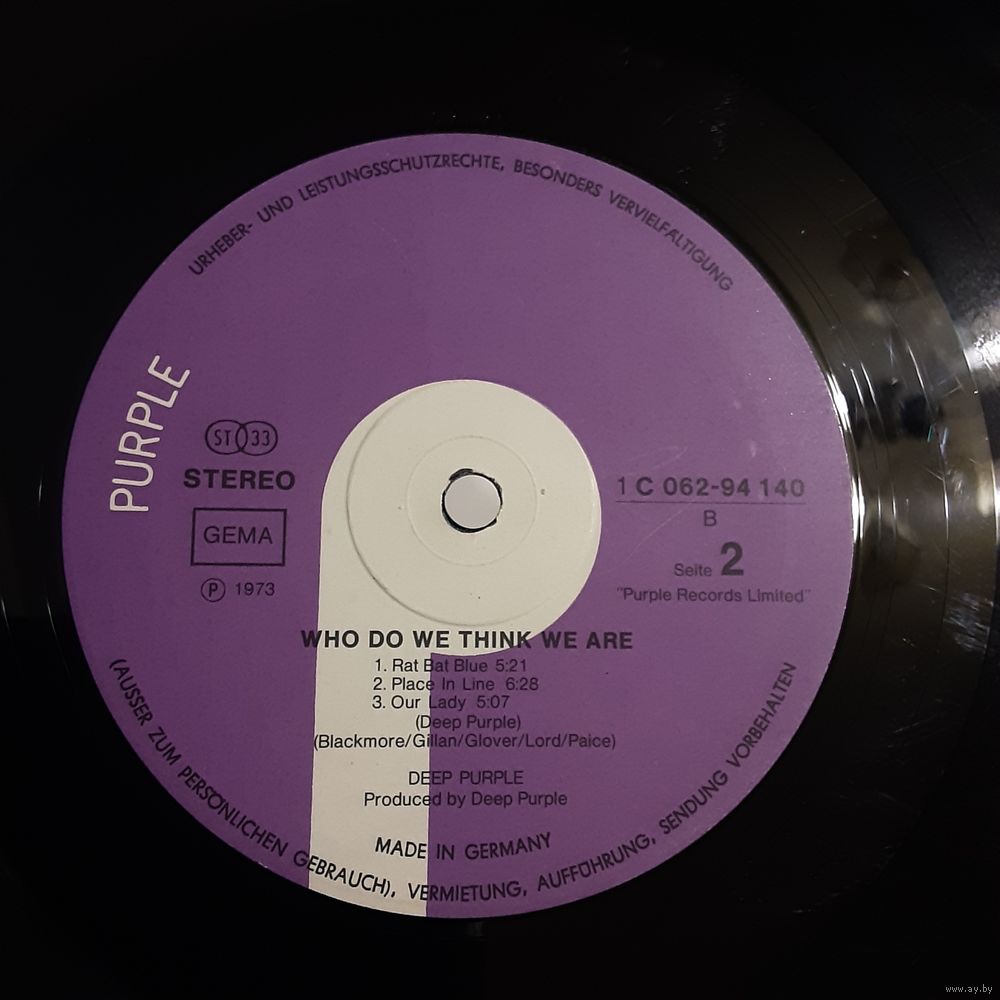 URHEBER- UND LEISTUNGSSCHUTZRECHTE, BESONDERS VERVIELFÄLTIGUNG
PURPLE
ST 33
STEREO
GEMA
Ⓟ 1973
1 C 062-94 140
B
Seite 2
"Purple Records Limited"
WHO DO WE THINK WE ARE
1. Rat Bat Blue 5:21
2. Place In Line 6:28
3. Our Lady 5:07
(Deep Purple)
(Blackmore/Gillan/Glover/Lord/Paice)
DEEP PURPLE
Produced by Deep Purple
MADE IN GERMANY
(AUSSER ZUM PERSÖNLICHEN GEBRAUCH), VERMIETUNG, AUFFÜHRUNG, SENDUNG VORBEHALTEN
www.ay.by